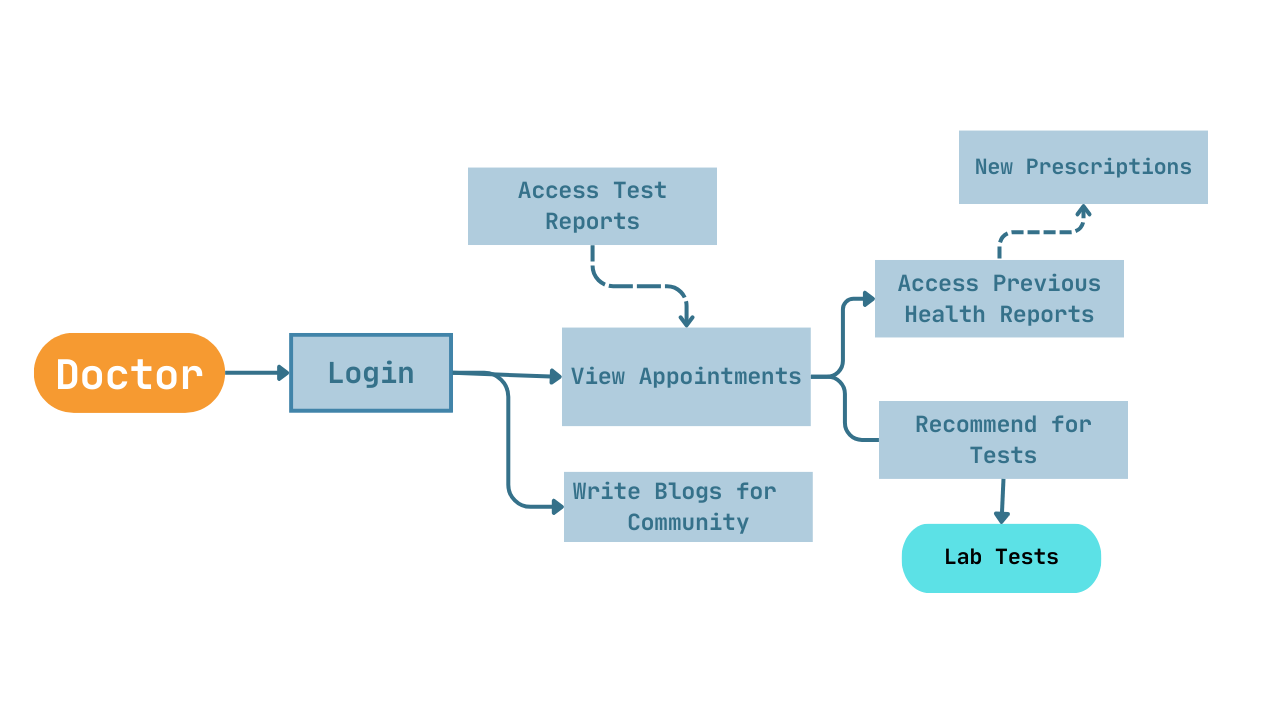 New Prescriptions
Access Test
Reports
Access Previous
Health Reports
Doctor
Login
View Appointments
Recommend for
Tests
Write Blogs for
Community
Lab Tests